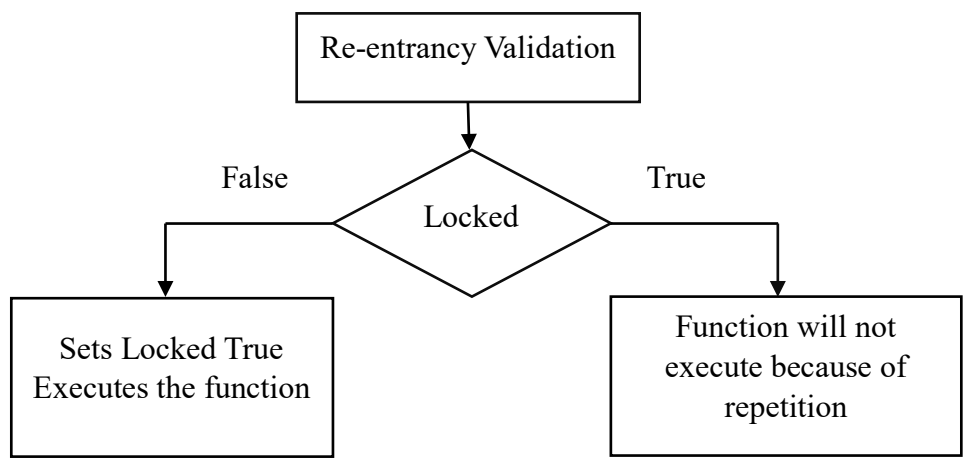 Re-entrancy Validation
False
True
Locked
Sets Locked True
Executes the function
Function will not
execute because of
repetition